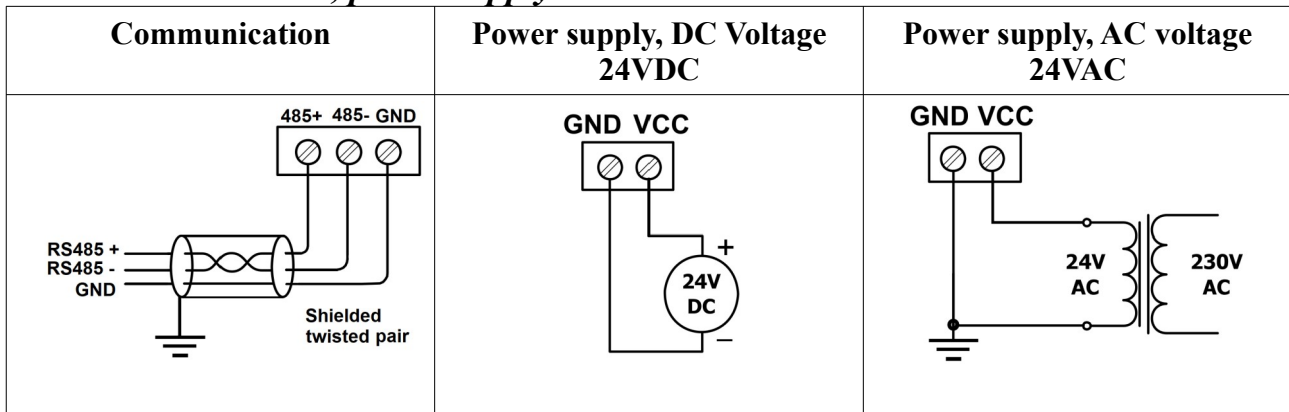 Communication
Power supply, DC Voltage
24VDC
Power supply, AC voltage
24VAC
485+ 485- GND
RS485 +
RS485 -
GND
Shielded
twisted pair
GND VCC
+
24V
DC
–
GND VCC
24V
AC
230V
AC